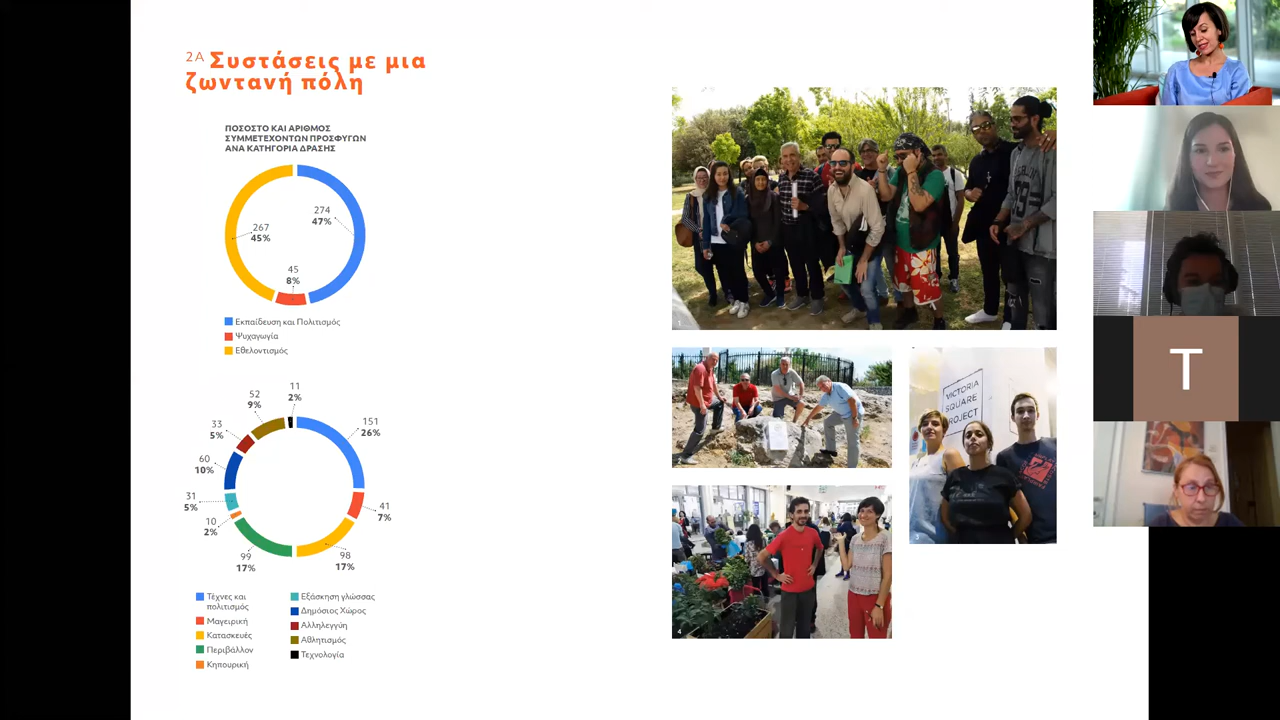 2Α Συστάσεις με μια
ζωντανή πόλη
ΠΟΣΟΣΤΟ ΚΑΙ ΑΡΙΘΜΟΣ
ΣΥΜΜΕΤΕΧΟΝΤΩΝ ΠΡΟΣΦΥΓΩΝ
ΑΝΑ ΚΑΤΗΓΟΡΙΑ ΔΡΑΣΗΣ
274
47%
267
45%
45
8%
Εκπαίδευση και Πολιτισμός
Ψυχαγωγία
Εθελοντισμός
11
2%
52
9%
151
26%
33
5%
60
10%
31
5%
41
7%
10
2%
99
17%
98
17%
Τέχνες και
πολιτισμός
Μαγειρική
Κατασκευές
Περιβάλλον
Κηπουρική
Εξάσκηση γλώσσας
Δημόσιος Χώρος
Αλληλεγγύη
Αθλητισμός
Τεχνολογία
1
VICTORIA
SQUARE
PROJECT
3
4
T